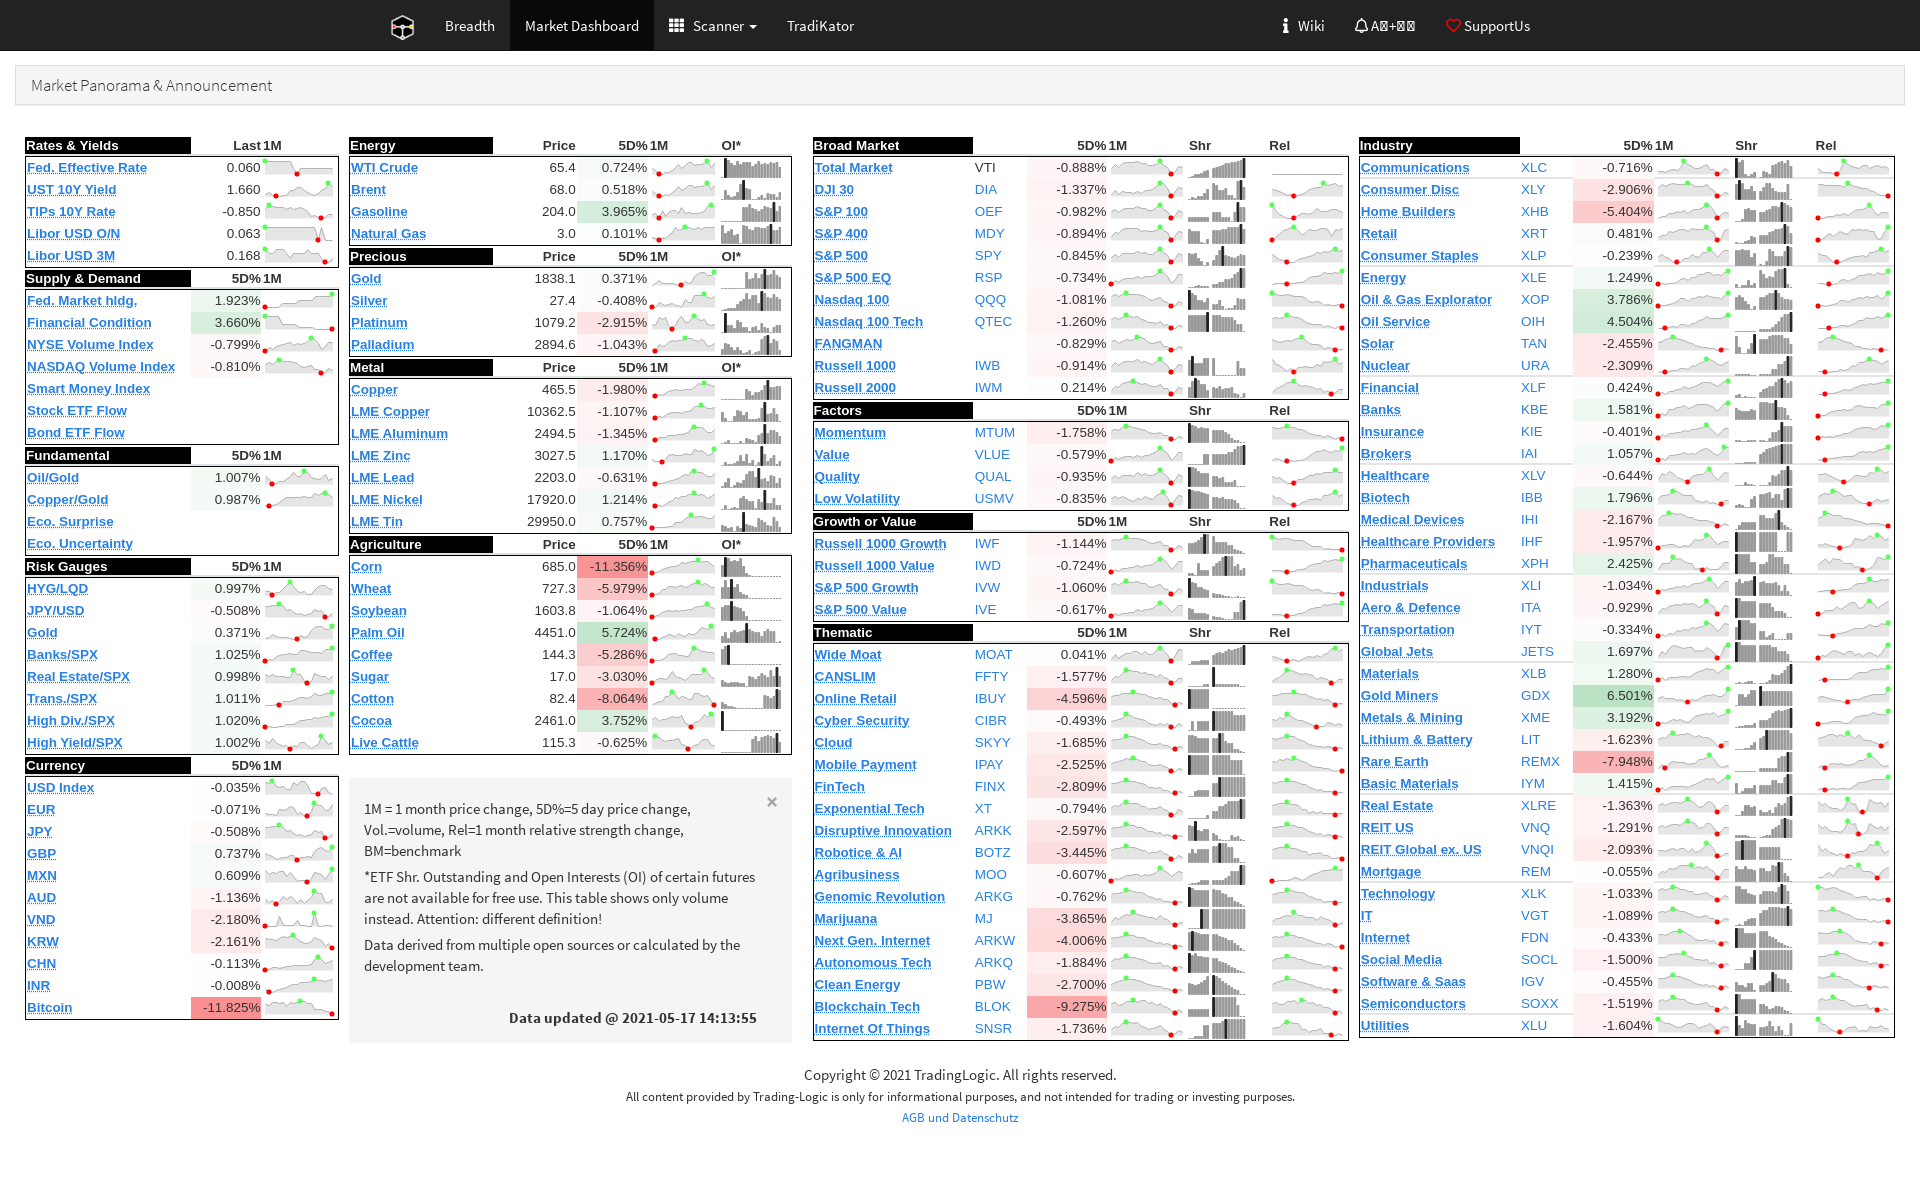 Breadth Market Dashboard Scanner TradiKator Wiki SupportUs
Market Panorama & Announcement
Rates & Yields Last 1M
Fed. Effective Rate 0.060
UST 10Y Yield 1.660
TIPs 10Y Rate -0.850
Libor USD O/N 0.063
Libor USD 3M 0.168
Supply & Demand 5D% 1M
Fed. Market hldg. 1.923%
Financial Condition 3.660%
NYSE Volume Index -0.799%
NASDAQ Volume Index -0.810%
Smart Money Index
Stock ETF Flow
Bond ETF Flow
Fundamental 5D% 1M
Oil/Gold 1.007%
Copper/Gold 0.987%
Eco. Surprise
Eco. Uncertainty
Risk Gauges 5D% 1M
HYG/LQD 0.997%
JPY/USD -0.508%
Gold 0.371%
Banks/SPX 1.025%
Real Estate/SPX 0.998%
Trans./SPX 1.011%
High Div./SPX 1.020%
High Yield/SPX 1.002%
Currency 5D% 1M
USD Index -0.035%
EUR -0.071%
JPY -0.508%
GBP 0.737%
MXN 0.609%
AUD -1.136%
VND -2.180%
KRW -2.161%
CHN -0.113%
INR -0.008%
Bitcoin -11.825%
Energy Price 5D% 1M OI*
WTI Crude 65.4 0.724%
Brent 68.0 0.518%
Gasoline 204.0 3.965%
Natural Gas 3.0 0.101%
Precious Price 5D% 1M OI*
Gold 1838.1 0.371%
Silver 27.4 -0.408%
Platinum 1079.2 -2.915%
Palladium 2894.6 -1.043%
Metal Price 5D% 1M OI*
Copper 465.5 -1.980%
LME Copper 10362.5 -1.107%
LME Aluminum 2494.5 -1.345%
LME Zinc 3027.5 1.170%
LME Lead 2203.0 -0.631%
LME Nickel 17920.0 1.214%
LME Tin 29950.0 0.757%
Agriculture Price 5D% 1M OI*
Corn 685.0 -11.356%
Wheat 727.3 -5.979%
Soybean 1603.8 -1.064%
Palm Oil 4451.0 5.724%
Coffee 144.3 -5.286%
Sugar 17.0 -3.030%
Cotton 82.4 -8.064%
Cocoa 2461.0 3.752%
Live Cattle 115.3 -0.625%
×
1M = 1 month price change, 5D%=5 day price change,
Vol.=volume, Rel=1 month relative strength change,
BM=benchmark
*ETF Shr. Outstanding and Open Interests (OI) of certain futures
are not available for free use. This table shows only volume
instead. Attention: different definition!
Data derived from multiple open sources or calculated by the
development team.
Data updated @ 2021-05-17 14:13:55
Broad Market 5D% 1M Shr Rel
Total Market VTI -0.888%
DJI 30 DIA -1.337%
S&P 100 OEF -0.982%
S&P 400 MDY -0.894%
S&P 500 SPY -0.845%
S&P 500 EQ RSP -0.734%
Nasdaq 100 QQQ -1.081%
Nasdaq 100 Tech QTEC -1.260%
FANGMAN -0.829%
Russell 1000 IWB -0.914%
Russell 2000 IWM 0.214%
Factors 5D% 1M Shr Rel
Momentum MTUM -1.758%
Value VLUE -0.579%
Quality QUAL -0.935%
Low Volatility USMV -0.835%
Growth or Value 5D% 1M Shr Rel
Russell 1000 Growth IWF -1.144%
Russell 1000 Value IWD -0.724%
S&P 500 Growth IVW -1.060%
S&P 500 Value IVE -0.617%
Thematic 5D% 1M Shr Rel
Wide Moat MOAT 0.041%
CANSLIM FFTY -1.577%
Online Retail IBUY -4.596%
Cyber Security CIBR -0.493%
Cloud SKYY -1.685%
Mobile Payment IPAY -2.525%
FinTech FINX -2.809%
Exponential Tech XT -0.794%
Disruptive Innovation ARKK -2.597%
Robotice & AI BOTZ -3.445%
Agribusiness MOO -0.607%
Genomic Revolution ARKG -0.762%
Marijuana MJ -3.865%
Next Gen. Internet ARKW -4.006%
Autonomous Tech ARKQ -1.884%
Clean Energy PBW -2.700%
Blockchain Tech BLOK -9.275%
Internet Of Things SNSR -1.736%
Industry 5D% 1M Shr Rel
Communications XLC -0.716%
Consumer Disc XLY -2.906%
Home Builders XHB -5.404%
Retail XRT 0.481%
Consumer Staples XLP -0.239%
Energy XLE 1.249%
Oil & Gas Explorator XOP 3.786%
Oil Service OIH 4.504%
Solar TAN -2.455%
Nuclear URA -2.309%
Financial XLF 0.424%
Banks KBE 1.581%
Insurance KIE -0.401%
Brokers IAI 1.057%
Healthcare XLV -0.644%
Biotech IBB 1.796%
Medical Devices IHI -2.167%
Healthcare Providers IHF -1.957%
Pharmaceuticals XPH 2.425%
Industrials XLI -1.034%
Aero & Defence ITA -0.929%
Transportation IYT -0.334%
Global Jets JETS 1.697%
Materials XLB 1.280%
Gold Miners GDX 6.501%
Metals & Mining XME 3.192%
Lithium & Battery LIT -1.623%
Rare Earth REMX -7.948%
Basic Materials IYM 1.415%
Real Estate XLRE -1.363%
REIT US VNQ -1.291%
REIT Global ex. US VNQI -2.093%
Mortgage REM -0.055%
Technology XLK -1.033%
IT VGT -1.089%
Internet FDN -0.433%
Social Media SOCL -1.500%
Software & Saas IGV -0.455%
Semiconductors SOXX -1.519%
Utilities XLU -1.604%
Copyright © 2021 TradingLogic. All rights reserved.
All content provided by Trading-Logic is only for informational purposes, and not intended for trading or investing purposes.
AGB und Datenschutz